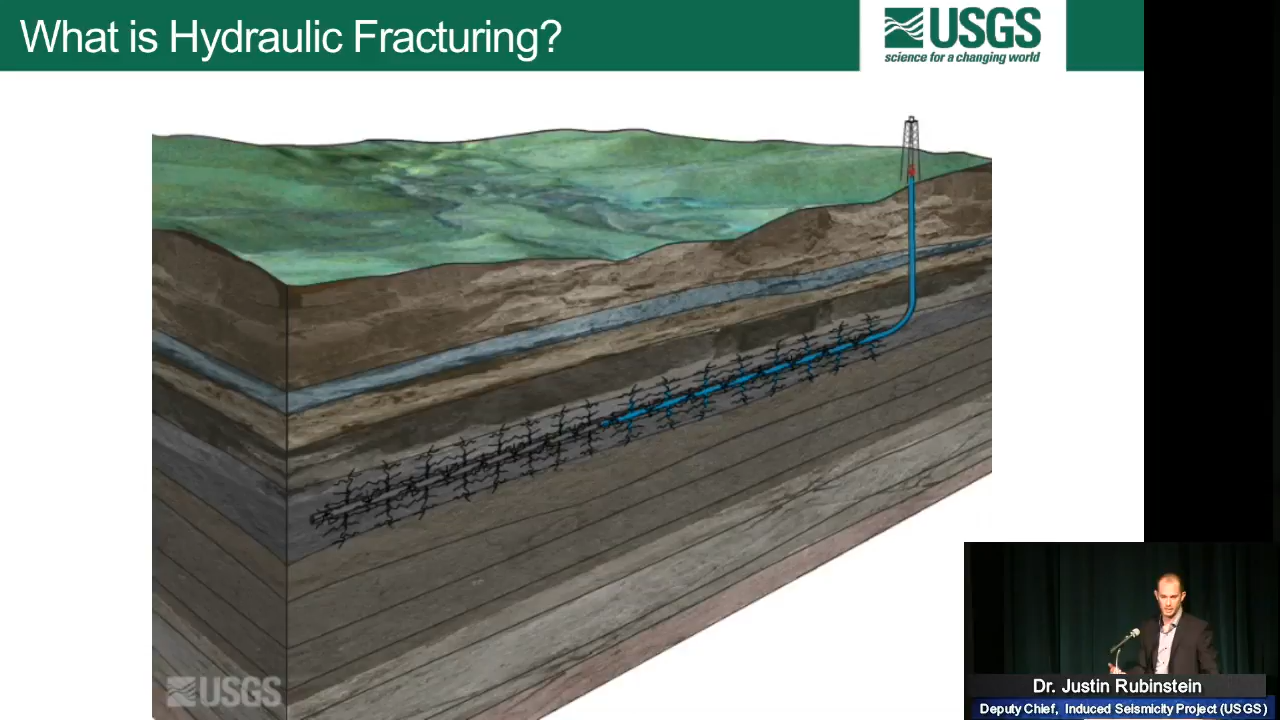 What is Hydraulic Fracturing?
USGS
science for a changing world
USGS
Dr. Justin Rubinstein
Deputy Chief, Induced Seismicity Project (USGS)